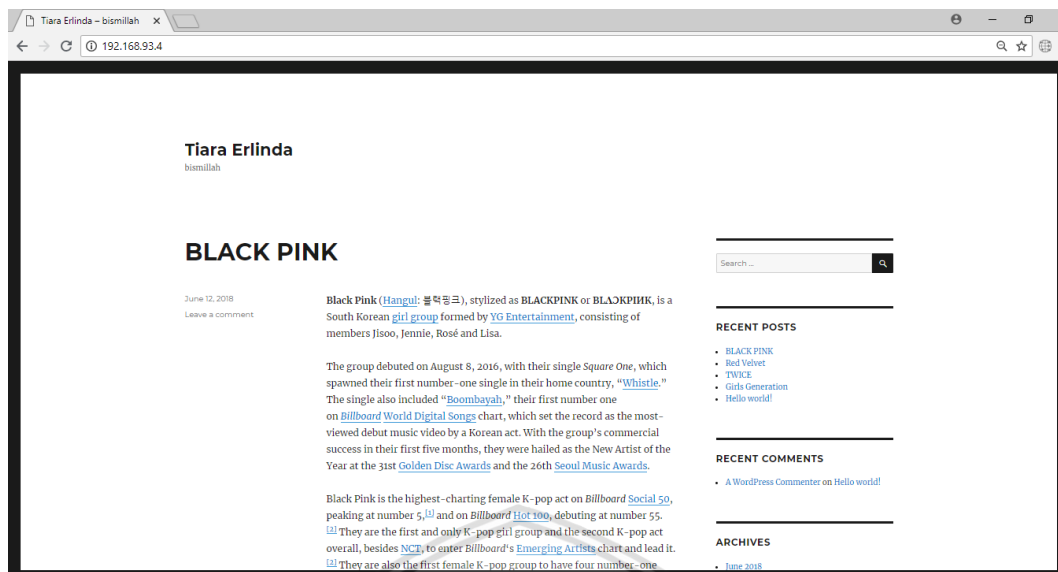 Tiara Erlinda – bismillah
192.168.93.4
Tiara Erlinda
bismillah
BLACK PINK
June 12, 2018
Leave a comment
Black Pink (Hangul: 블랙핑크), stylized as BLACKPINK or BLΛƆKPIИK, is a
South Korean girl group formed by YG Entertainment, consisting of
members Jisoo, Jennie, Rosé and Lisa.
The group debuted on August 8, 2016, with their single Square One, which
spawned their first number-one single in their home country, “Whistle.”
The single also included “Boombayah,” their first number one
on Billboard World Digital Songs chart, which set the record as the most-
viewed debut music video by a Korean act. With the group’s commercial
success in their first five months, they were hailed as the New Artist of the
Year at the 31st Golden Disc Awards and the 26th Seoul Music Awards.
Black Pink is the highest-charting female K-pop act on Billboard Social 50,
peaking at number 5,[1] and on Billboard Hot 100, debuting at number 55.
[2] They are the first and only K-pop girl group and the second K-pop act
overall, besides NCT, to enter Billboard‘s Emerging Artists chart and lead it.
[2] They are also the first female K-pop group to have four number-one
Search ...
RECENT POSTS
BLACK PINK
Red Velvet
TWICE
Girls Generation
Hello world!
RECENT COMMENTS
A WordPress Commenter on Hello world!
ARCHIVES
June 2018